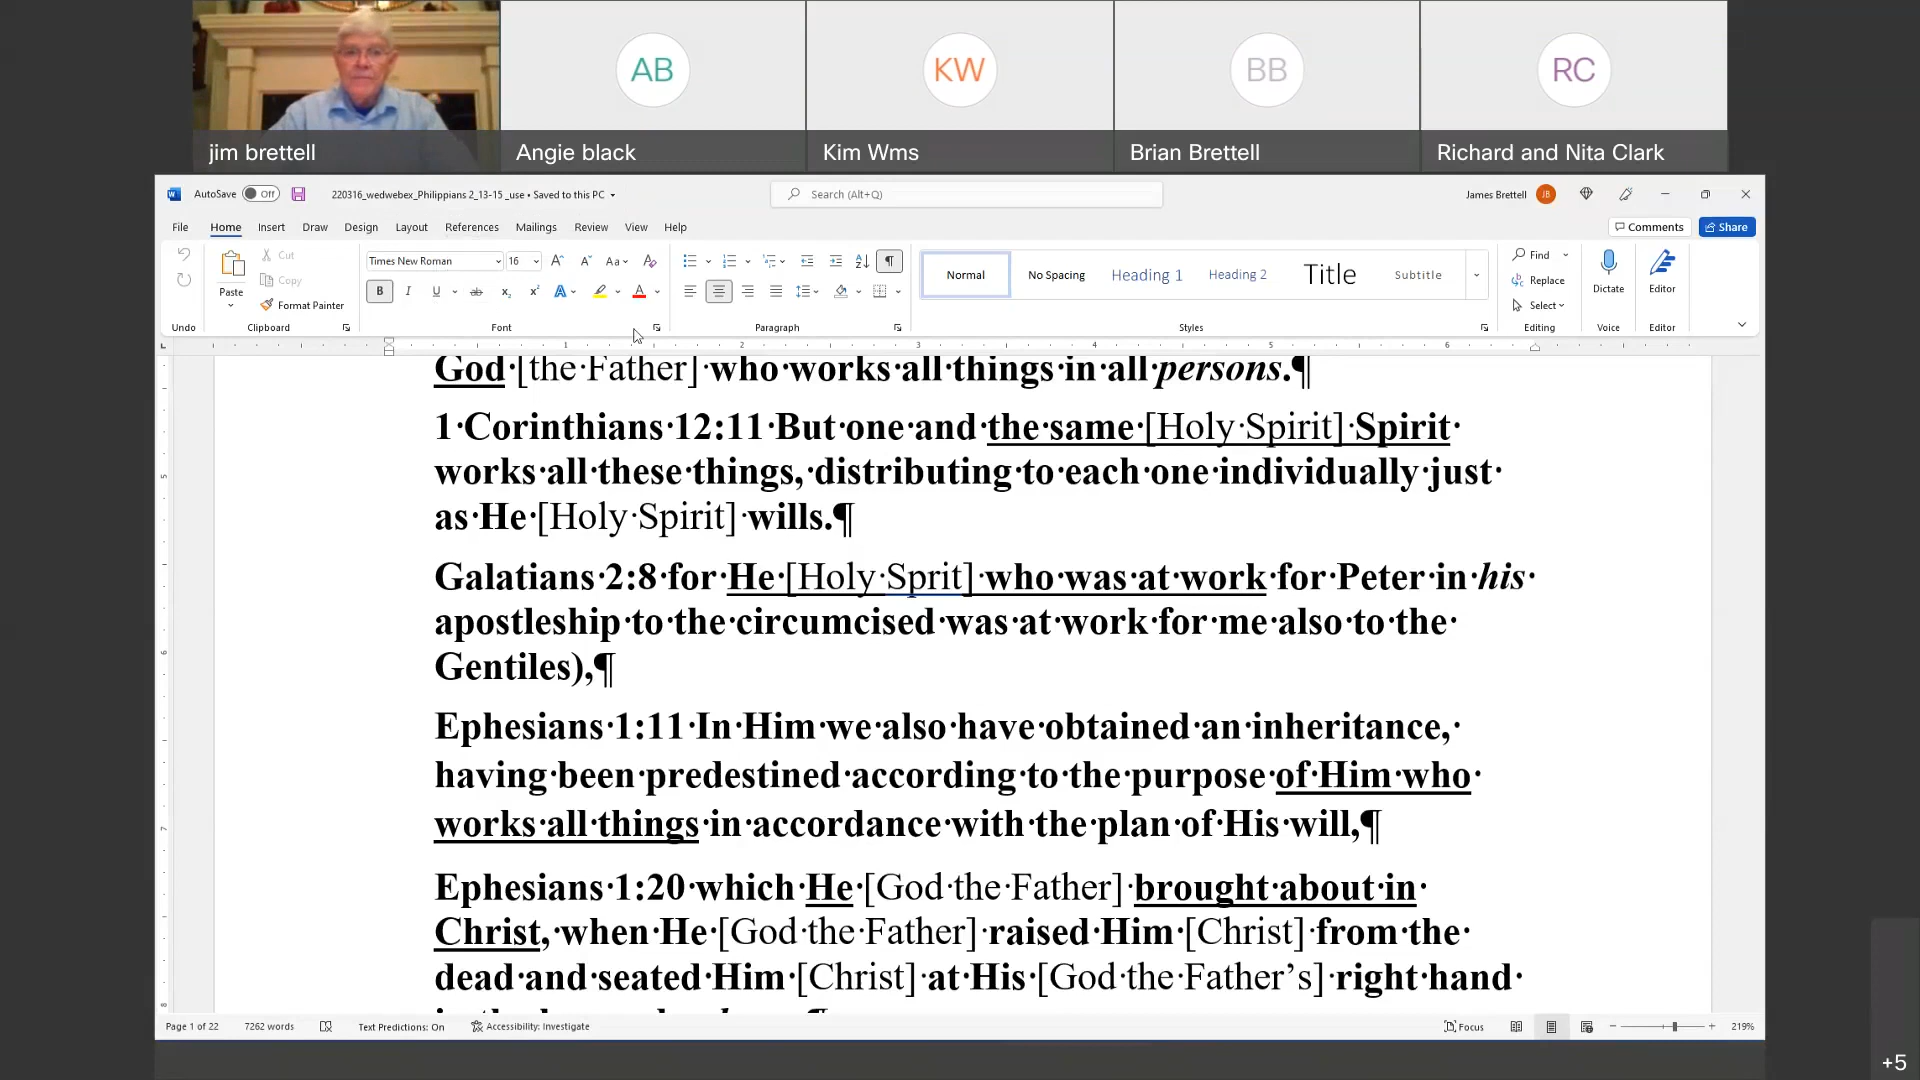 AB
KW
BB
RC
jim brettell
Angie black
Kim Wms
Brian Brettell
Richard and Nita Clark
AutoSave Off
220316_wedwebex_Philippians 2_13-15 _use • Saved to this PC
Search (Alt+Q)
James Brettell JB
File Home Insert Draw Design Layout References Mailings Review View Help
Comments Share
Paste
Cut
Copy
Format Painter
Times New Roman 16
Normal No Spacing Heading 1 Heading 2 Title Subtitle
Find
Replace
Select
Dictate
Editor
Undo Clipboard Font Paragraph Styles Editing Voice Editor
1 2 3 4 5 6
God·[the·Father]·who·works·all·things·in·all·persons.¶
1·Corinthians·12:11·But·one·and·the·same·[Holy·Spirit]·Spirit·
works·all·these·things,·distributing·to·each·one·individually·just·
as·He·[Holy·Spirit]·wills.¶
Galatians·2:8·for·He·[Holy·Sprit]·who·was·at·work·for·Peter·in·his·
apostleship·to·the·circumcised·was·at·work·for·me·also·to·the·
Gentiles),¶
Ephesians·1:11·In·Him·we·also·have·obtained·an·inheritance,·
having·been·predestined·according·to·the·purpose·of·Him·who·
works·all·things·in·accordance·with·the·plan·of·His·will,¶
Ephesians·1:20·which·He·[God·the·Father]·brought·about·in·
Christ,·when·He·[God·the·Father]·raised·Him·[Christ]·from·the·
dead·and·seated·Him·[Christ]·at·His·[God·the·Father’s]·right·hand·
Page 1 of 22 7262 words Text Predictions: On Accessibility: Investigate Focus 219%
+5